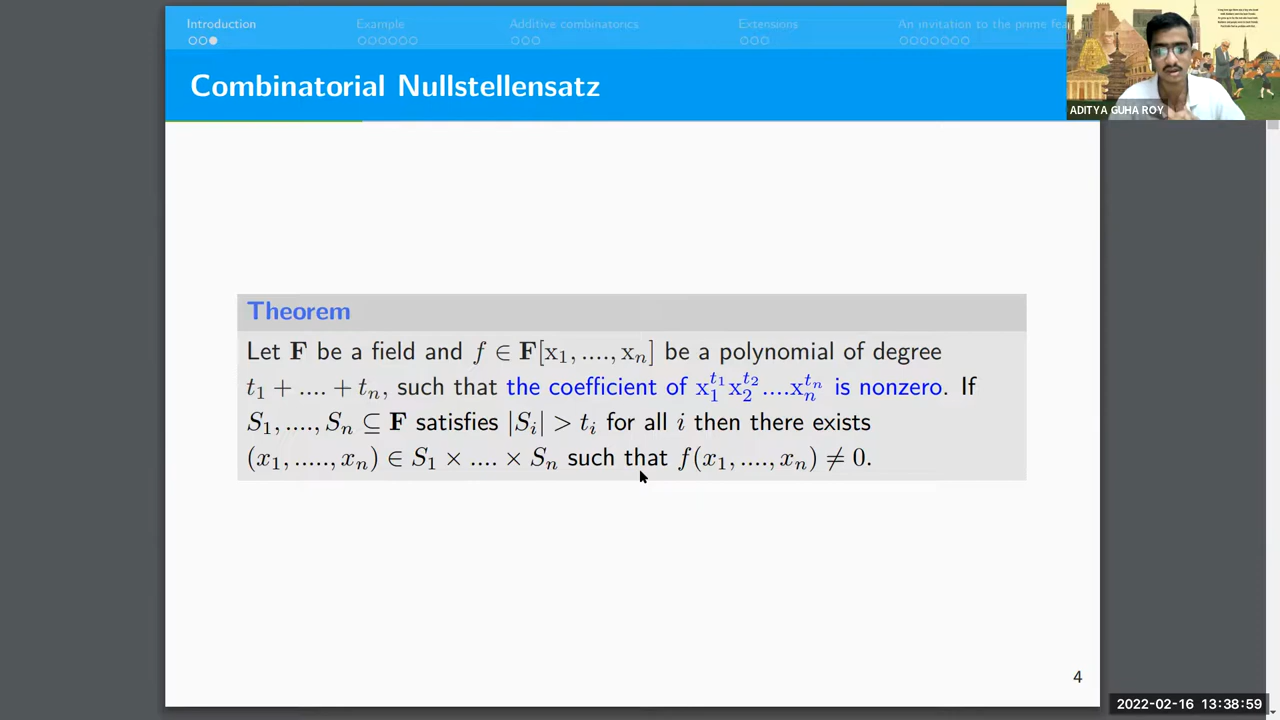 Introduction Example Additive combinatorics Extensions An invitation to the prime fea
Combinatorial Nullstellensatz
ADITYA GUHA ROY
Theorem
Let F be a field and f ∈ F[x₁, ...., xₙ] be a polynomial of degree
t₁ + .... + tₙ, such that the coefficient of x₁^{t₁}x₂^{t₂}....xₙ^{tₙ} is nonzero. If
S₁, ...., Sₙ ⊆ F satisfies |Sᵢ| > tᵢ for all i then there exists
(x₁, ....., xₙ) ∈ S₁ × .... × Sₙ such that f(x₁, ...., xₙ) ≠ 0.
4
2022-02-16 13:38:59